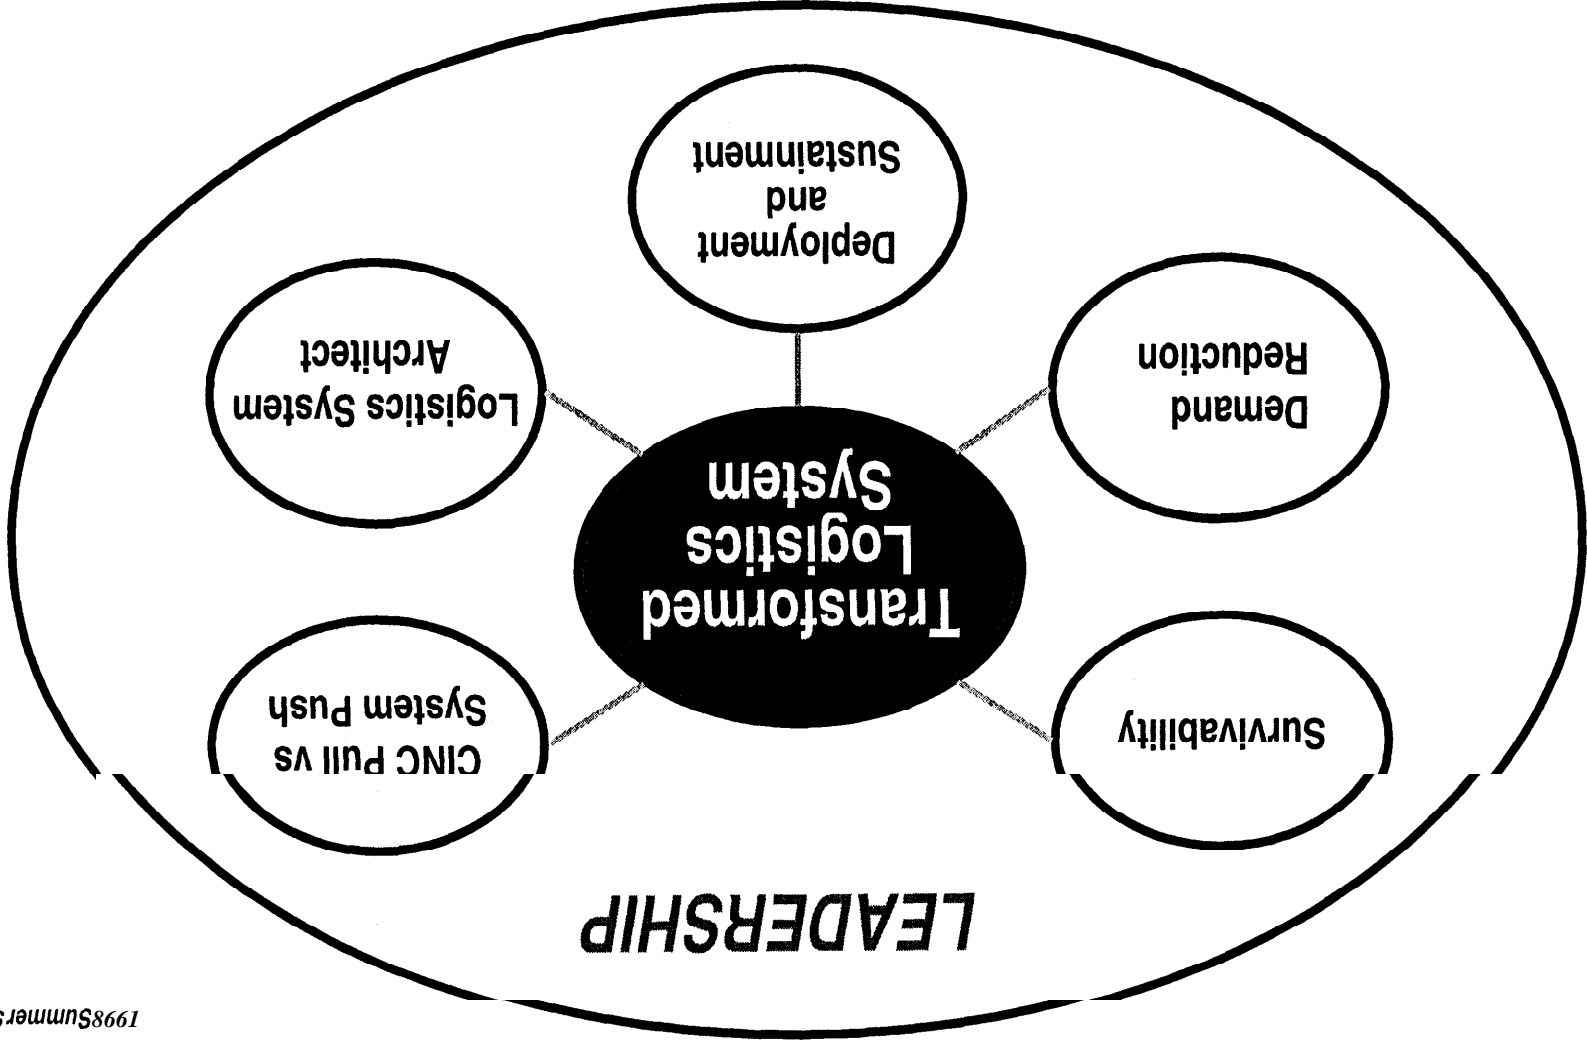 1998Summer
LEADERSHIP
Survivability
CINC Pull vs
System Push
Transformed
Logistics
System
Demand
Reduction
Logistics System
Architect
Deployment
and
Sustainment